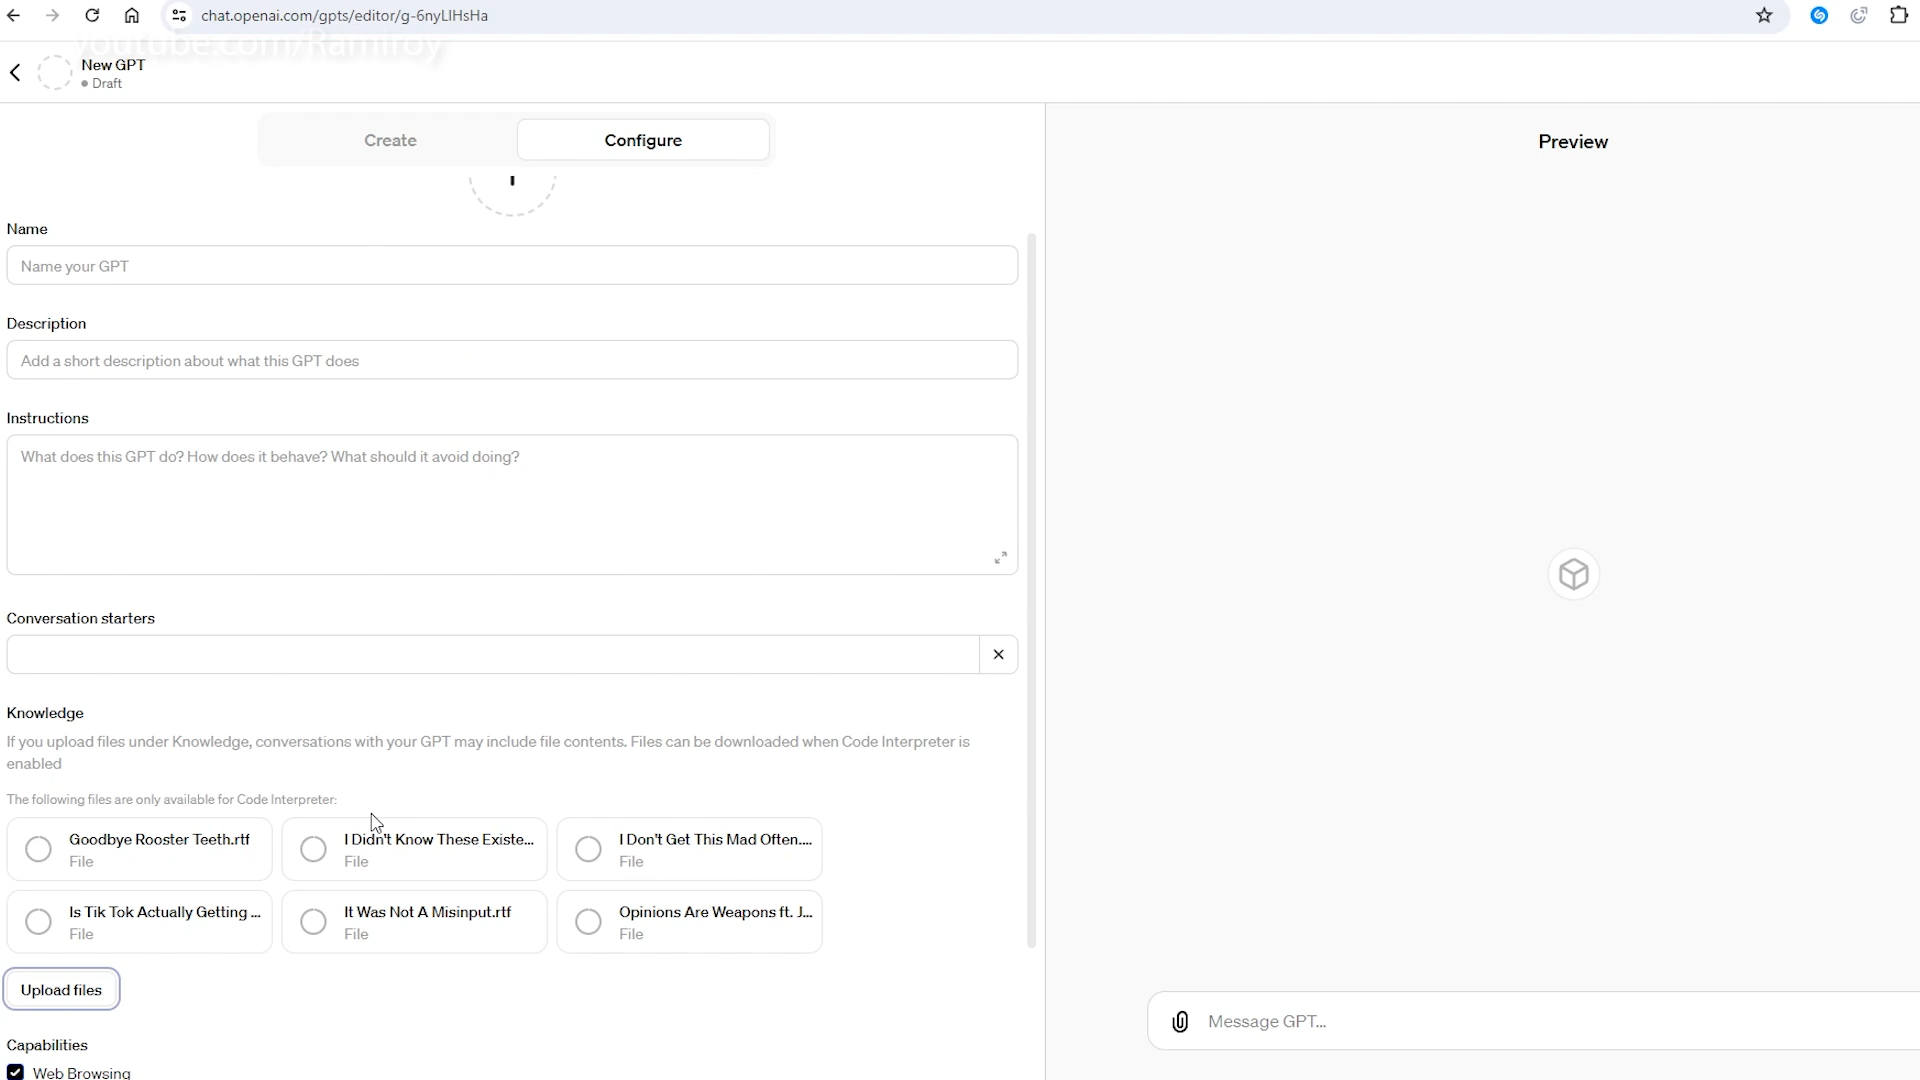 chat.openai.com/gpts/editor/g-6nyLIHsHa
youtube.com/Ramiroy
New GPT
Draft
Create
Configure
Preview
Name
Name your GPT
Description
Add a short description about what this GPT does
Instructions
What does this GPT do? How does it behave? What should it avoid doing?
Conversation starters
Knowledge
If you upload files under Knowledge, conversations with your GPT may include file contents. Files can be downloaded when Code Interpreter is
enabled
The following files are only available for Code Interpreter:
Goodbye Rooster Teeth.rtf
File
I Didn't Know These Existe...
File
I Don't Get This Mad Often....
File
Is Tik Tok Actually Getting ...
File
It Was Not A Misinput.rtf
File
Opinions Are Weapons ft. J...
File
Upload files
Message GPT...
Capabilities
Web Browsing